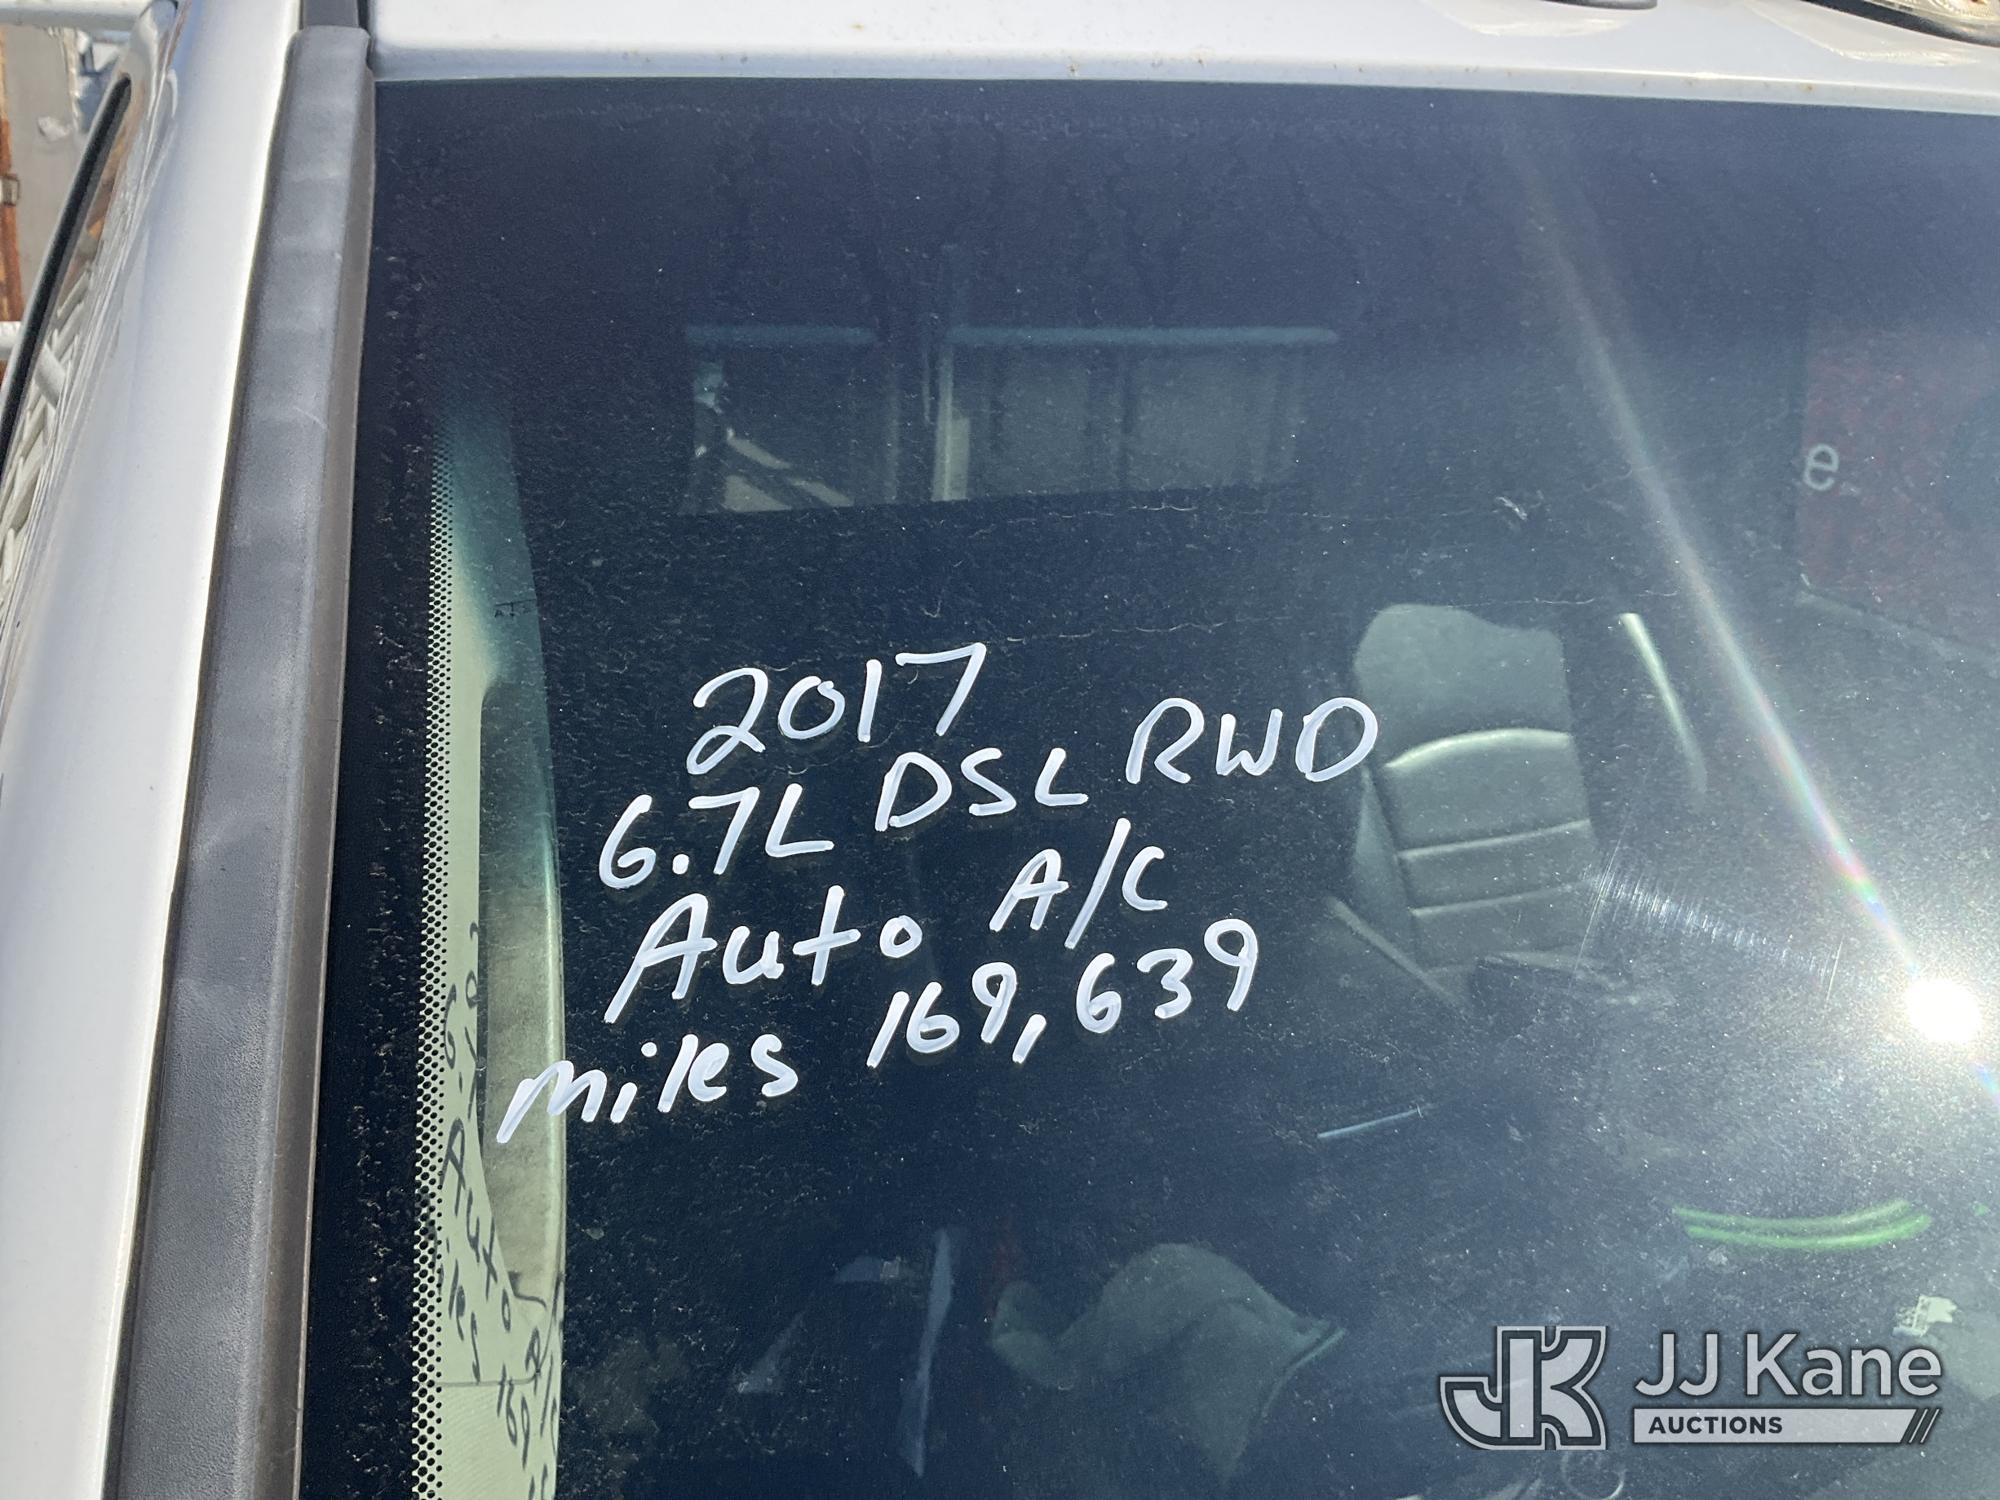 2017
6.7L DSL RWD
Auto A/C
miles 169,639
e
JJ Kane
AUCTIONS